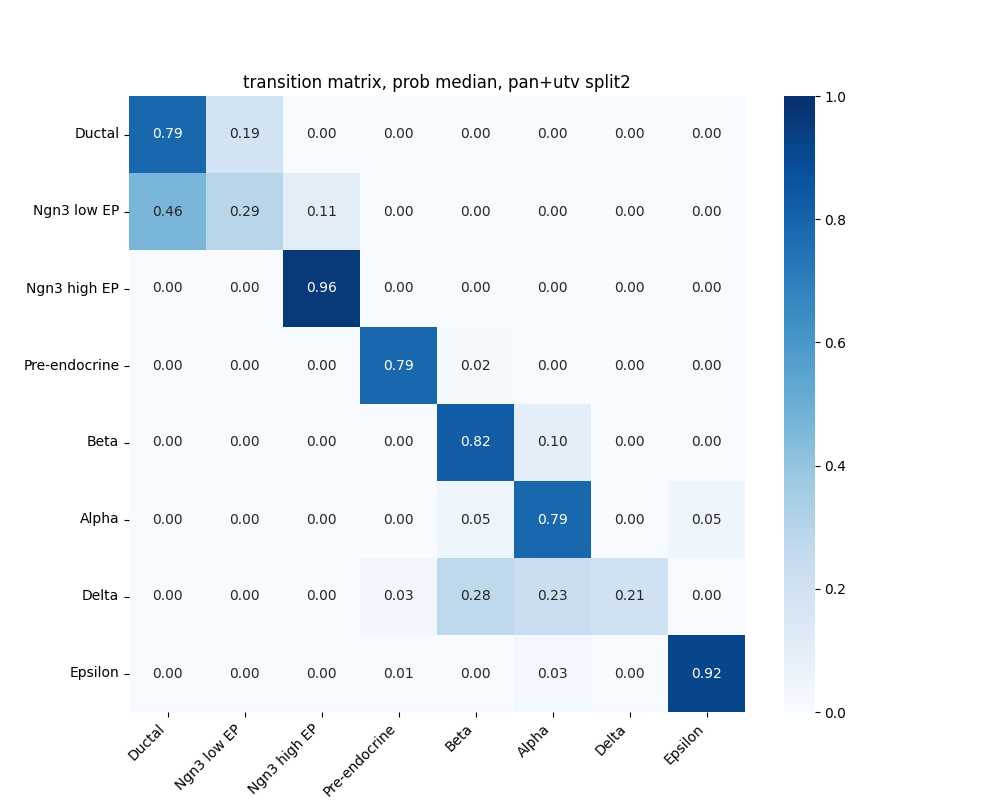 transition matrix, prob median, pan+utv split2
Ductal 0.79 0.19 0.00 0.00 0.00 0.00 0.00 0.00
Ngn3 low EP 0.46 0.29 0.11 0.00 0.00 0.00 0.00 0.00
Ngn3 high EP 0.00 0.00 0.96 0.00 0.00 0.00 0.00 0.00
Pre-endocrine 0.00 0.00 0.00 0.79 0.02 0.00 0.00 0.00
Beta 0.00 0.00 0.00 0.00 0.82 0.10 0.00 0.00
Alpha 0.00 0.00 0.00 0.00 0.05 0.79 0.00 0.05
Delta 0.00 0.00 0.00 0.03 0.28 0.23 0.21 0.00
Epsilon 0.00 0.00 0.00 0.01 0.00 0.03 0.00 0.92
Ductal Ngn3 low EP Ngn3 high EP Pre-endocrine Beta Alpha Delta Epsilon
1.0
0.8
0.6
0.4
0.2
0.0